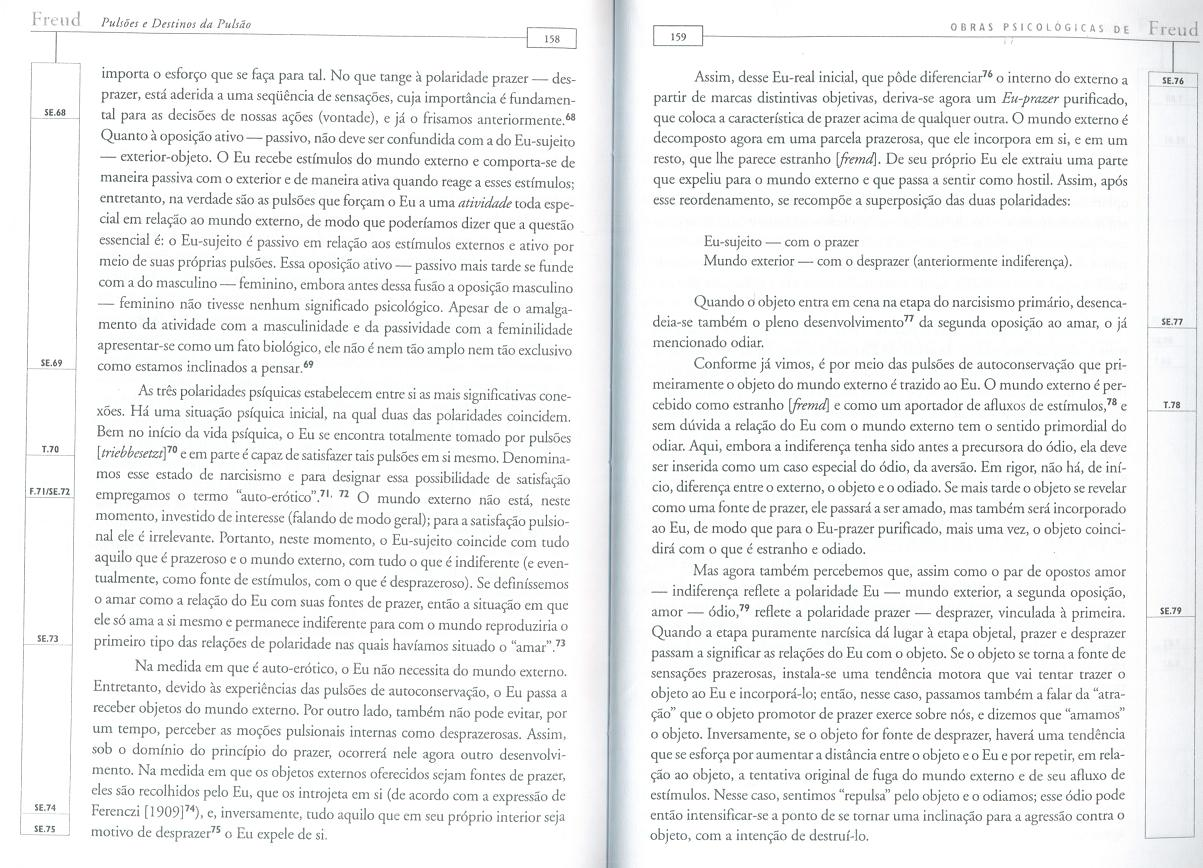 Freud Pulsões e Destinos da Pulsão
158
importa o esforço que se faça para tal. No que tange à polaridade prazer — des-
prazer, está aderida a uma seqüência de sensações, cuja importância é fundamen-
tal para as decisões de nossas ações (vontade), e já o frisamos anteriormente.68
Quanto à oposição ativo — passivo, não deve ser confundida com a do Eu-sujeito
— exterior-objeto. O Eu recebe estímulos do mundo externo e comporta-se de
maneira passiva com o exterior e de maneira ativa quando reage a esses estímulos;
entretanto, na verdade são as pulsões que forçam o Eu a uma atividade toda espe-
cial em relação ao mundo externo, de modo que poderíamos dizer que a questão
essencial é: o Eu-sujeito é passivo em relação aos estímulos externos e ativo por
meio de suas próprias pulsões. Essa oposição ativo — passivo mais tarde se funde
com a do masculino — feminino, embora antes dessa fusão a oposição masculino
— feminino não tivesse nenhum significado psicológico. Apesar de o amalga-
mento da atividade com a masculinidade e da passividade com a feminilidade
apresentar-se como um fato biológico, ele não é nem tão amplo nem tão exclusivo
como estamos inclinados a pensar.69
As três polaridades psíquicas estabelecem entre si as mais significativas cone-
xões. Há uma situação psíquica inicial, na qual duas das polaridades coincidem.
Bem no início da vida psíquica, o Eu se encontra totalmente tomado por pulsões
[triebbesetzt]70 e em parte é capaz de satisfazer tais pulsões em si mesmo. Denomina-
mos esse estado de narcisismo e para designar essa possibilidade de satisfação
empregamos o termo “auto-erótico”.71, 72 O mundo externo não está, neste
momento, investido de interesse (falando de modo geral); para a satisfação pulsio-
nal ele é irrelevante. Portanto, neste momento, o Eu-sujeito coincide com tudo
aquilo que é prazeroso e o mundo externo, com tudo o que é indiferente (e even-
tualmente, como fonte de estímulos, com o que é desprazeroso). Se definíssemos
o amar como a relação do Eu com suas fontes de prazer, então a situação em que
ele só ama a si mesmo e permanece indiferente para com o mundo reproduziria o
primeiro tipo das relações de polaridade nas quais havíamos situado o “amar”.73
Na medida em que é auto-erótico, o Eu não necessita do mundo externo.
Entretanto, devido às experiências das pulsões de autoconservação, o Eu passa a
receber objetos do mundo externo. Por outro lado, também não pode evitar, por
um tempo, perceber as moções pulsionais internas como desprazerosas. Assim,
sob o domínio do princípio do prazer, ocorrerá nele agora outro desenvolvi-
mento. Na medida em que os objetos externos oferecidos sejam fontes de prazer,
eles são recolhidos pelo Eu, que os introjeta em si (de acordo com a expressão de
Ferenczi [1909]74), e, inversamente, tudo aquilo que em seu próprio interior seja
motivo de desprazer75 o Eu expele de si.
SE.68
SE.69
T.70
F.71/SE.72
SE.73
SE.74
SE.75
159
OBRAS PSICOLÓGICAS DE Freud
Assim, desse Eu-real inicial, que pôde diferenciar76 o interno do externo a
partir de marcas distintivas objetivas, deriva-se agora um Eu-prazer purificado,
que coloca a característica de prazer acima de qualquer outra. O mundo externo é
decomposto agora em uma parcela prazerosa, que ele incorpora em si, e em um
resto, que lhe parece estranho [fremd]. De seu próprio Eu ele extraiu uma parte
que expeliu para o mundo externo e que passa a sentir como hostil. Assim, após
esse reordenamento, se recompõe a superposição das duas polaridades:
Eu-sujeito — com o prazer
Mundo exterior — com o desprazer (anteriormente indiferença).
Quando o objeto entra em cena na etapa do narcisismo primário, desenca-
deia-se também o pleno desenvolvimento77 da segunda oposição ao amar, o já
mencionado odiar.
Conforme já vimos, é por meio das pulsões de autoconservação que pri-
meiramente o objeto do mundo externo é trazido ao Eu. O mundo externo é per-
cebido como estranho [fremd] e como um aportador de afluxos de estímulos,78 e
sem dúvida a relação do Eu com o mundo externo tem o sentido primordial do
odiar. Aqui, embora a indiferença tenha sido antes a precursora do ódio, ela deve
ser inserida como um caso especial do ódio, da aversão. Em rigor, não há, de iní-
cio, diferença entre o externo, o objeto e o odiado. Se mais tarde o objeto se revelar
como uma fonte de prazer, ele passará a ser amado, mas também será incorporado
ao Eu, de modo que para o Eu-prazer purificado, mais uma vez, o objeto coinci-
dirá com o que é estranho e odiado.
Mas agora também percebemos que, assim como o par de opostos amor
— indiferença reflete a polaridade Eu — mundo exterior, a segunda oposição,
amor — ódio,79 reflete a polaridade prazer — desprazer, vinculada à primeira.
Quando a etapa puramente narcísica dá lugar à etapa objetal, prazer e desprazer
passam a significar as relações do Eu com o objeto. Se o objeto se torna a fonte de
sensações prazerosas, instala-se uma tendência motora que vai tentar trazer o
objeto ao Eu e incorporá-lo; então, nesse caso, passamos também a falar da “atra-
ção” que o objeto promotor de prazer exerce sobre nós, e dizemos que “amamos”
o objeto. Inversamente, se o objeto for fonte de desprazer, haverá uma tendência
que se esforça por aumentar a distância entre o objeto e o Eu e por repetir, em rela-
ção ao objeto, a tentativa original de fuga do mundo externo e de seu afluxo de
estímulos. Nesse caso, sentimos “repulsa” pelo objeto e o odiamos; esse ódio pode
então intensificar-se a ponto de se tornar uma inclinação para a agressão contra o
objeto, com a intenção de destruí-lo.
SE.76
SE.77
T.78
SE.79